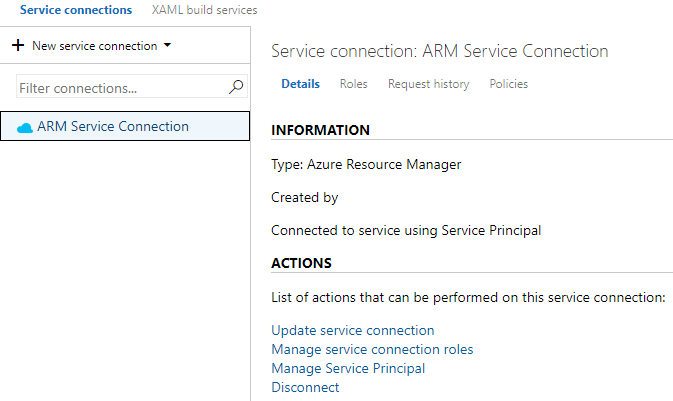 Service connections XAML build services
+ New service connection
Filter connections...
ARM Service Connection
Service connection: ARM Service Connection
Details Roles Request history Policies
INFORMATION
Type: Azure Resource Manager
Created by
Connected to service using Service Principal
ACTIONS
List of actions that can be performed on this service connection:
Update service connection
Manage service connection roles
Manage Service Principal
Disconnect